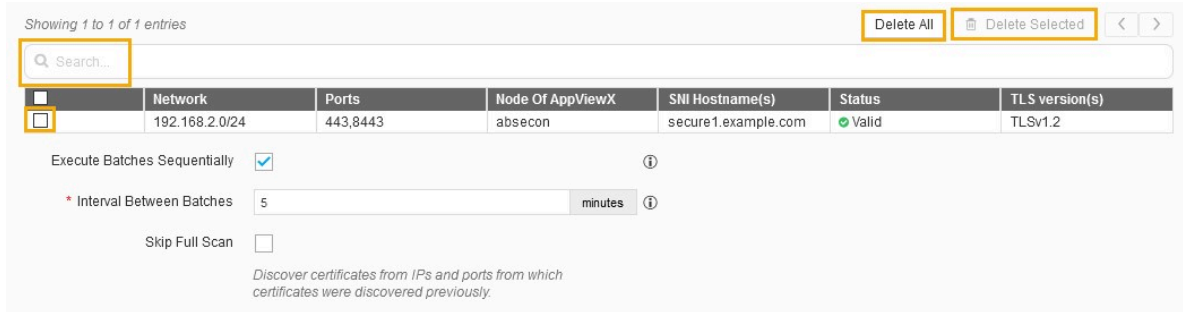 Showing 1 to 1 of 1 entries Delete All Delete Selected
Search...
Network Ports Node Of AppViewX SNI Hostname(s) Status TLS version(s)
192.168.2.0/24 443,8443 absecon secure1.example.com Valid TLSv1.2
Execute Batches Sequentially
* Interval Between Batches 5 minutes
Skip Full Scan
Discover certificates from IPs and ports from which
certificates were discovered previously.